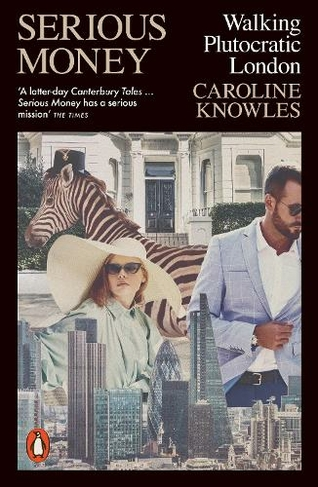 SERIOUS
MONEY
'A latter-day Canterbury Tales ...
Serious Money has a serious
mission' THE TIMES
Walking
Plutocratic
London
CAROLINE
KNOWLES